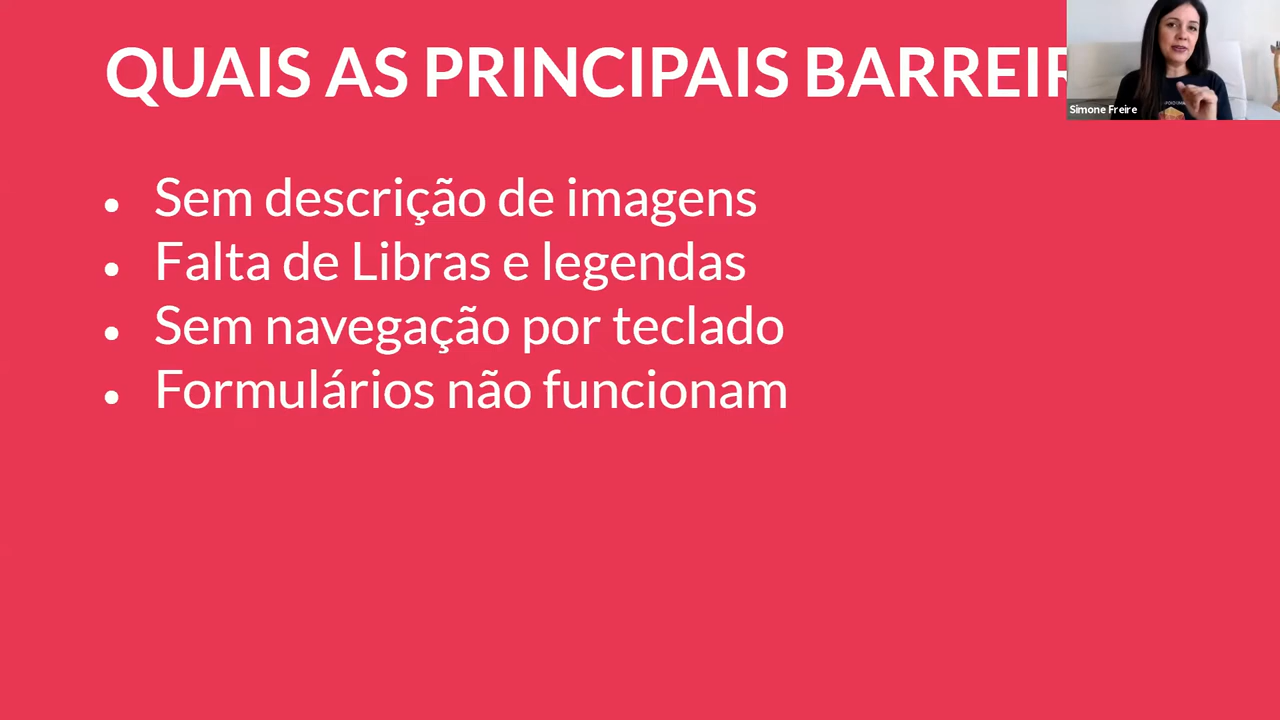 QUAIS AS PRINCIPAIS BARREIR
Simone Freire
• Sem descrição de imagens
• Falta de Libras e legendas
• Sem navegação por teclado
• Formulários não funcionam